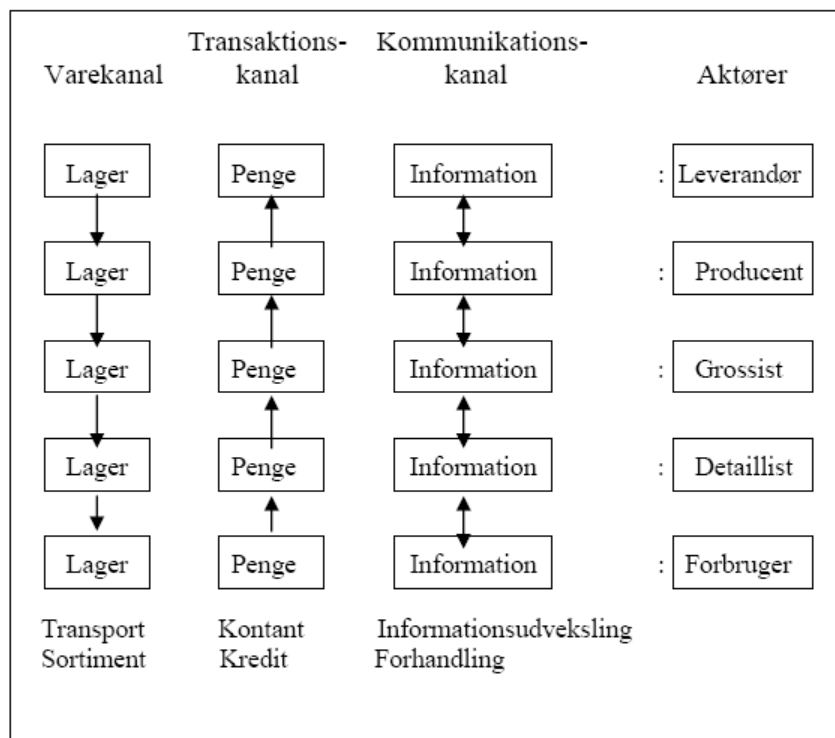 Transaktions- Kommunikations-
Varekanal kanal kanal Aktører
Lager Penge Information : Leverandør
Lager Penge Information : Producent
Lager Penge Information : Grossist
Lager Penge Information : Detaillist
Lager Penge Information : Forbruger
Transport Kontant Informationsudveksling
Sortiment Kredit Forhandling